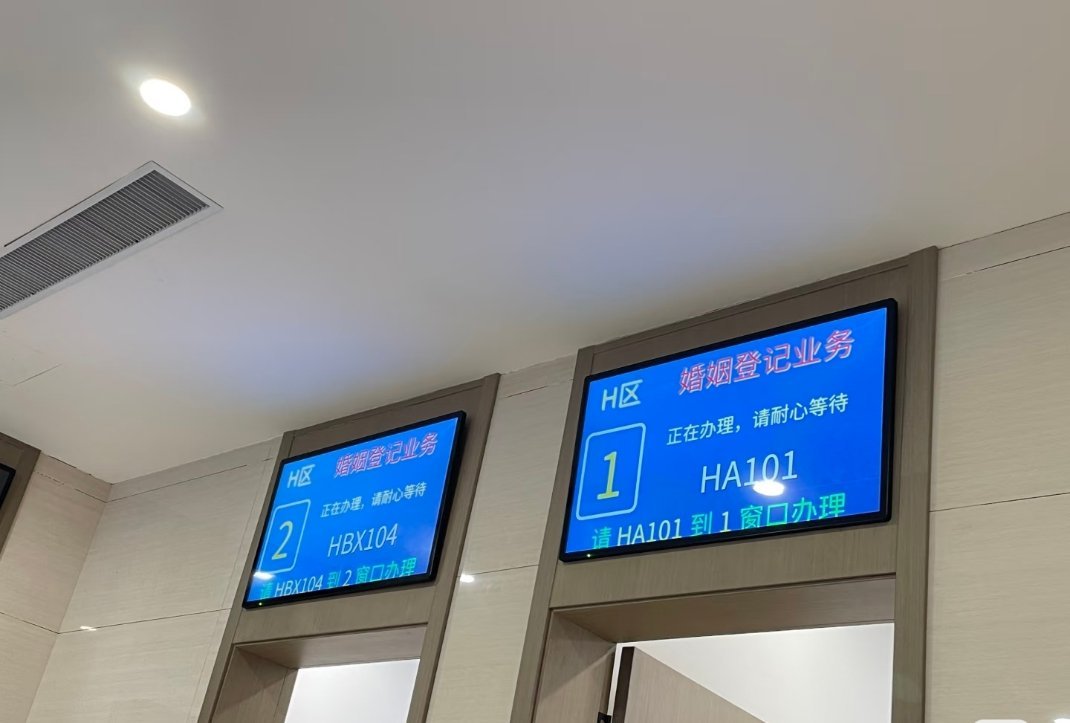 H区
婚姻登记业务
正在办理，请耐心等待
2
HBX104
请 HBX104 到 2 窗口办理
H区
婚姻登记业务
正在办理，请耐心等待
1
HA101
请 HA101 到 1 窗口办理